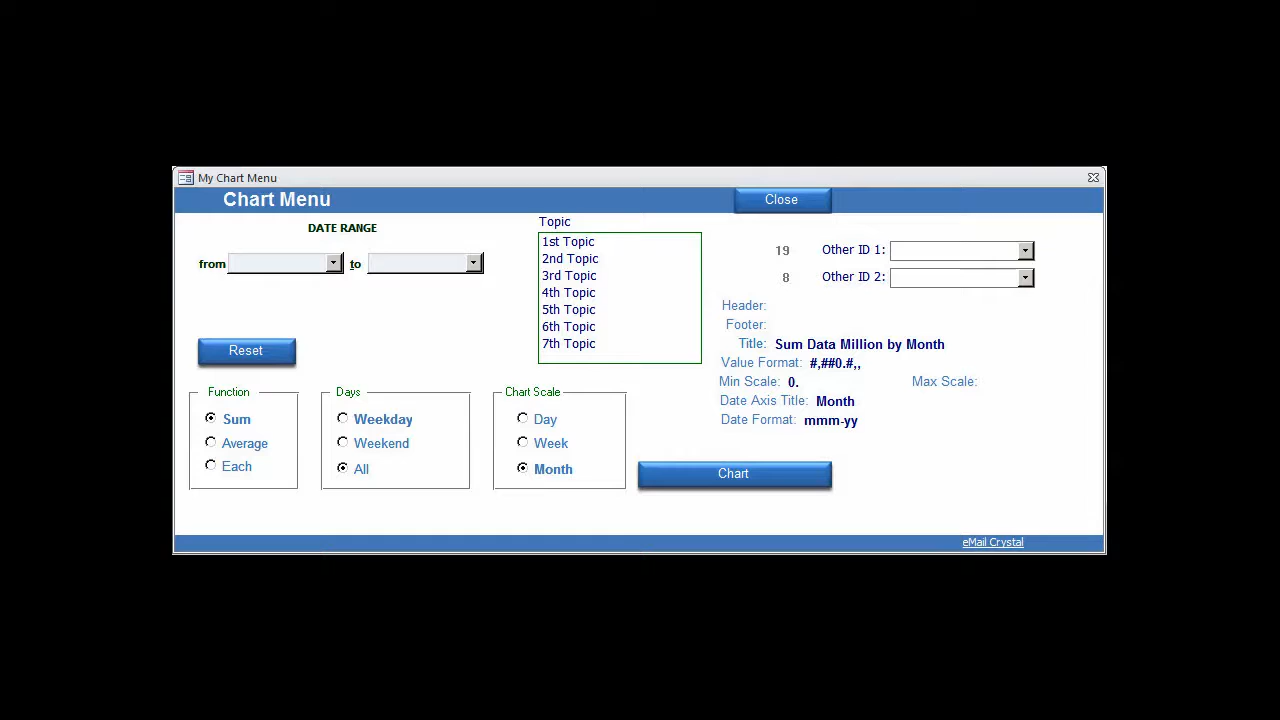 My Chart Menu
Chart Menu
Close
DATE RANGE
from
to
Reset
Topic
1st Topic
2nd Topic
3rd Topic
4th Topic
5th Topic
6th Topic
7th Topic
19 Other ID 1:
8 Other ID 2:
Header:
Footer:
Title: Sum Data Million by Month
Value Format: #,##0.#,,
Min Scale: 0. Max Scale:
Date Axis Title: Month
Date Format: mmm-yy
Function
Sum
Average
Each
Days
Weekday
Weekend
All
Chart Scale
Day
Week
Month
Chart
eMail Crystal